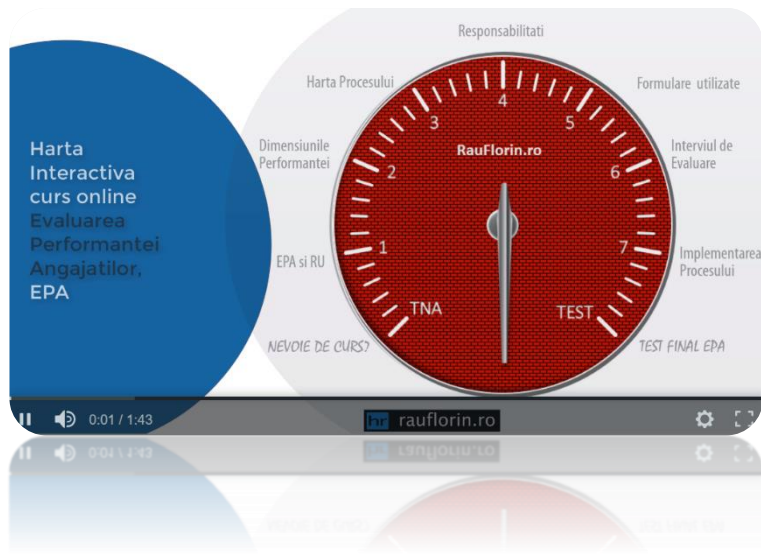 Harta
Interactiva
curs online
Evaluarea
Performantei
Angajatilor,
EPA
Responsabilitati
Harta Procesului
Formulare utilizate
Dimensiunile
Performantei
Interviul de
Evaluare
EPA si RU
Implementarea
Procesului
NEVOIE DE CURS?
TEST FINAL EPA
RauFlorin.ro
TNA
1
2
3
4
5
6
7
TEST
0:01 / 1:43
hr rauflorin.ro